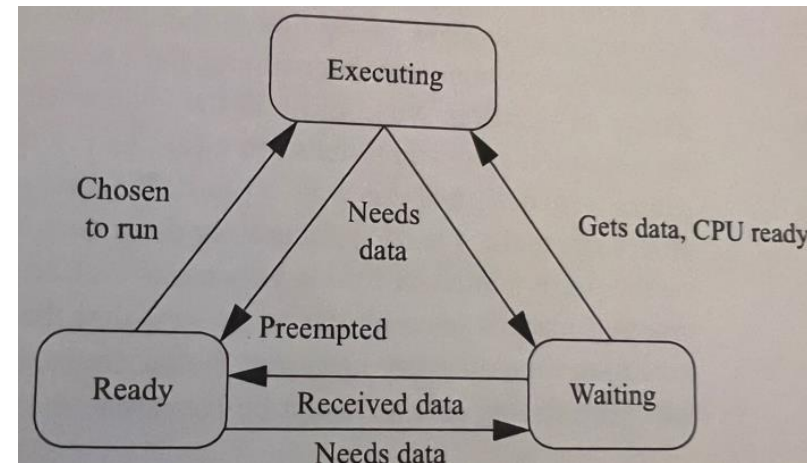 Executing
Chosen
to run
Needs
data
Gets data, CPU ready
Preempted
Ready
Received data
Waiting
Needs data